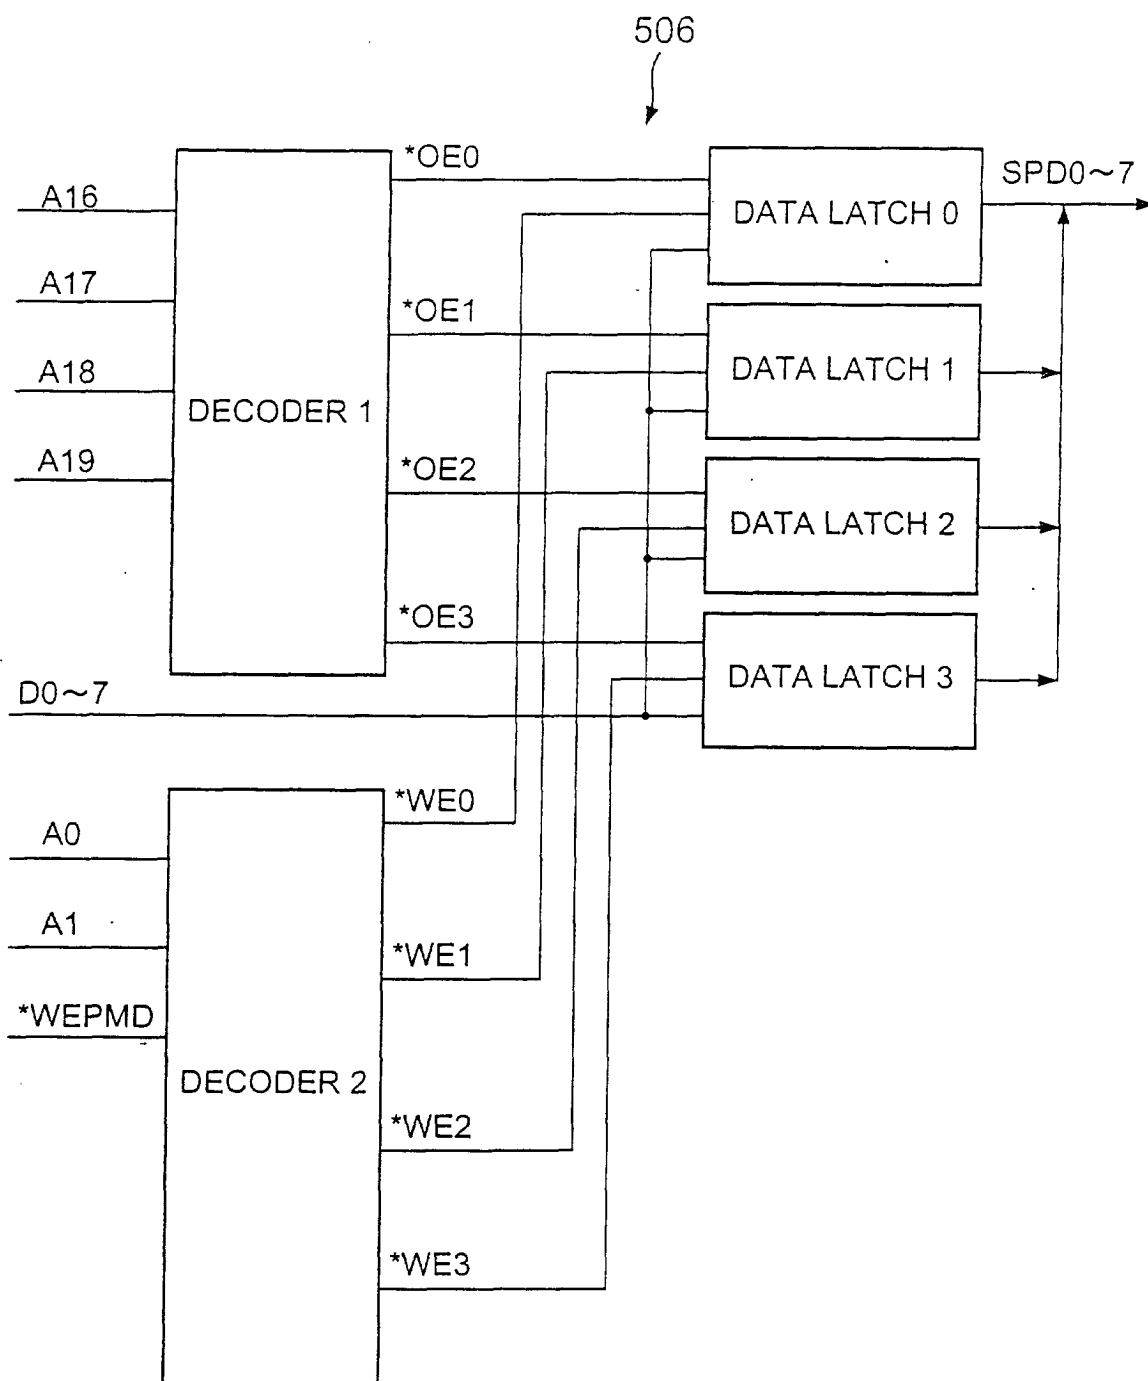 506
*OE0
SPD0~7
A16
DATA LATCH 0
A17
*OE1
A18
DATA LATCH 1
DECODER 1
A19
*OE2
DATA LATCH 2
*OE3
DATA LATCH 3
D0~7
*WE0
A0
A1
*WE1
*WEPMD
DECODER 2
*WE2
*WE3